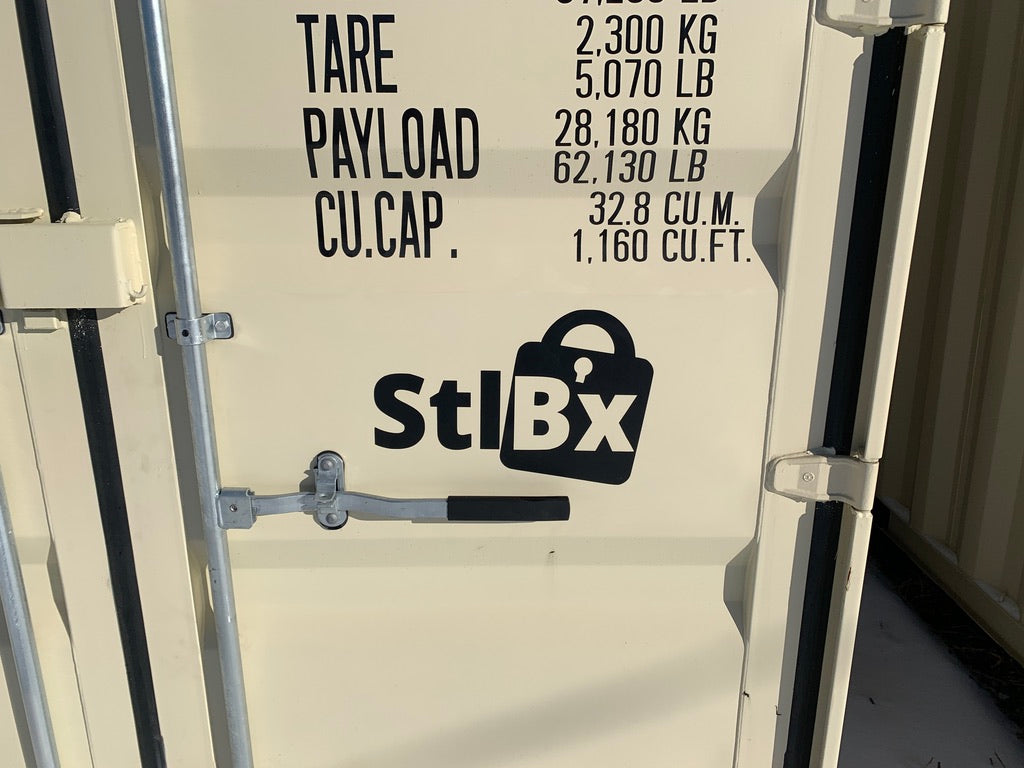 LB
TARE 2,300 KG
5,070 LB
PAYLOAD 28,180 KG
62,130 LB
CU.CAP. 32.8 CU.M.
1,160 CU.FT.
StlBx